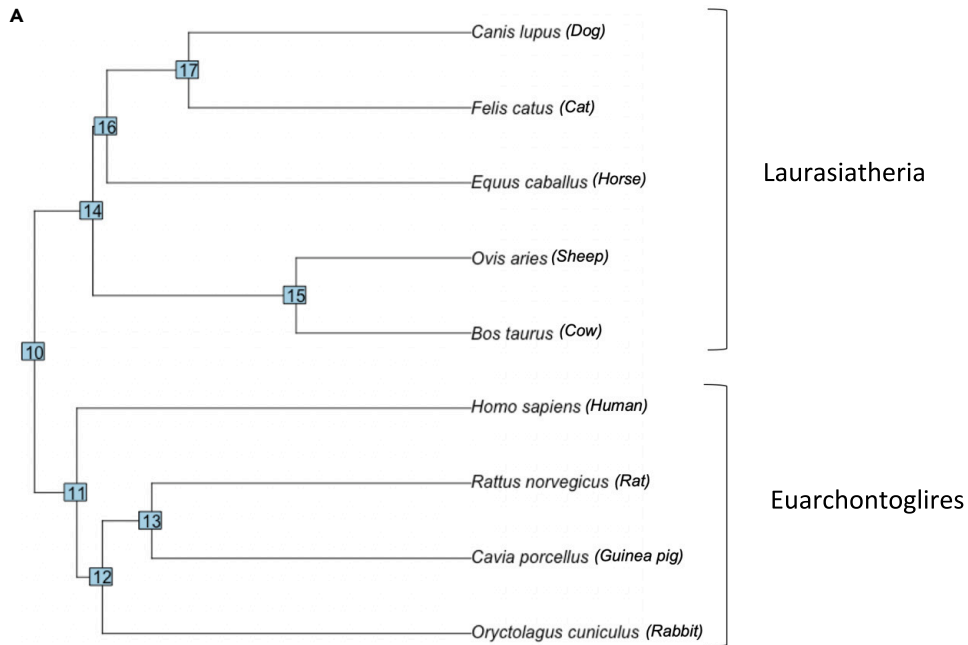 A
Canis lupus (Dog)
17
Felis catus (Cat)
16
Equus caballus (Horse)
Laurasiatheria
14
Ovis aries (Sheep)
15
Bos taurus (Cow)
10
Homo sapiens (Human)
Rattus norvegicus (Rat)
11
Euarchontoglires
13
Cavia porcellus (Guinea pig)
12
Oryctolagus cuniculus (Rabbit)